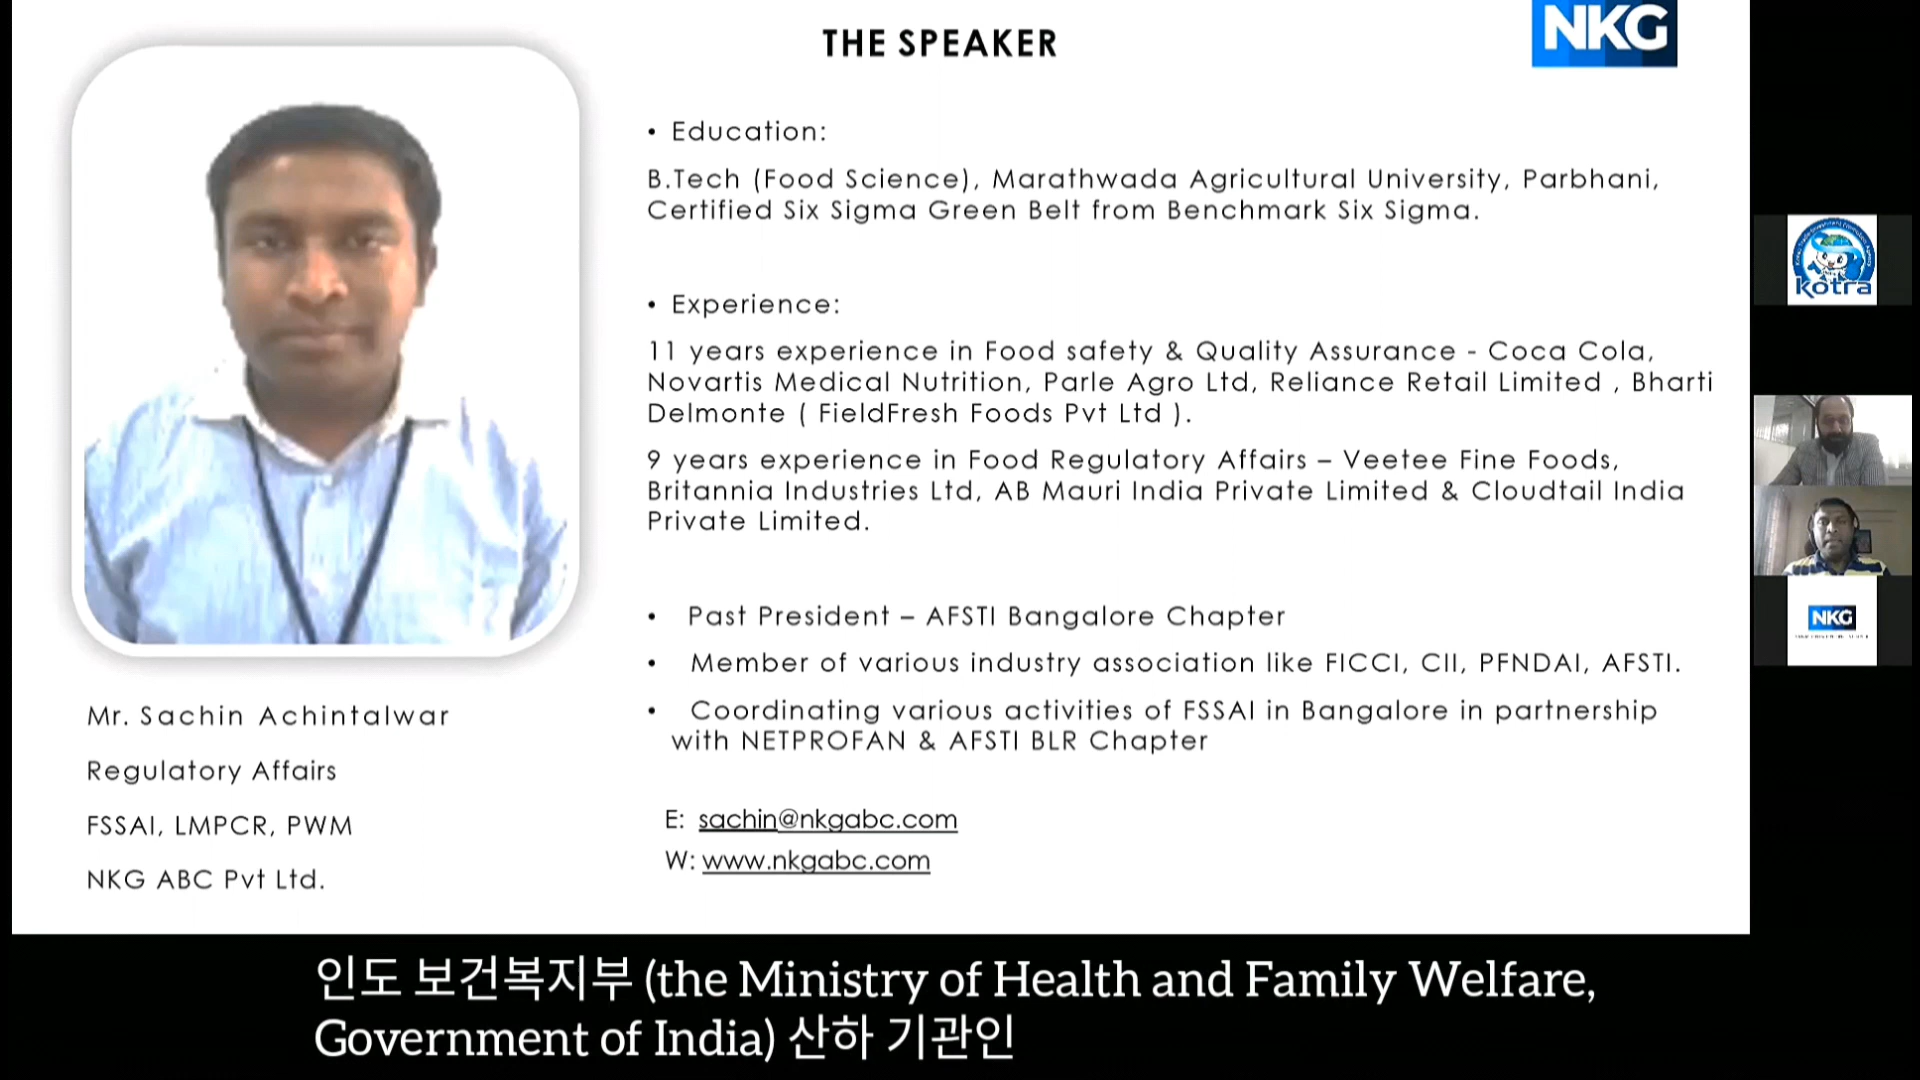 THE SPEAKER
NKG
• Education:
B.Tech (Food Science), Marathwada Agricultural University, Parbhani,
Certified Six Sigma Green Belt from Benchmark Six Sigma.
• Experience:
11 years experience in Food safety & Quality Assurance - Coca Cola,
Novartis Medical Nutrition, Parle Agro Ltd, Reliance Retail Limited , Bharti
Delmonte ( FieldFresh Foods Pvt Ltd ).
9 years experience in Food Regulatory Affairs – Veetee Fine Foods,
Britannia Industries Ltd, AB Mauri India Private Limited & Cloudtail India
Private Limited.
• Past President – AFSTI Bangalore Chapter
• Member of various industry association like FICCI, CII, PFNDAI, AFSTI.
• Coordinating various activities of FSSAI in Bangalore in partnership
with NETPROFAN & AFSTI BLR Chapter
E: sachin@nkgabc.com
W: www.nkgabc.com
Mr. Sachin Achintalwar
Regulatory Affairs
FSSAI, LMPCR, PWM
NKG ABC Pvt Ltd.
kotra
NKG
인도 보건복지부 (the Ministry of Health and Family Welfare,
Government of India) 산하 기관인